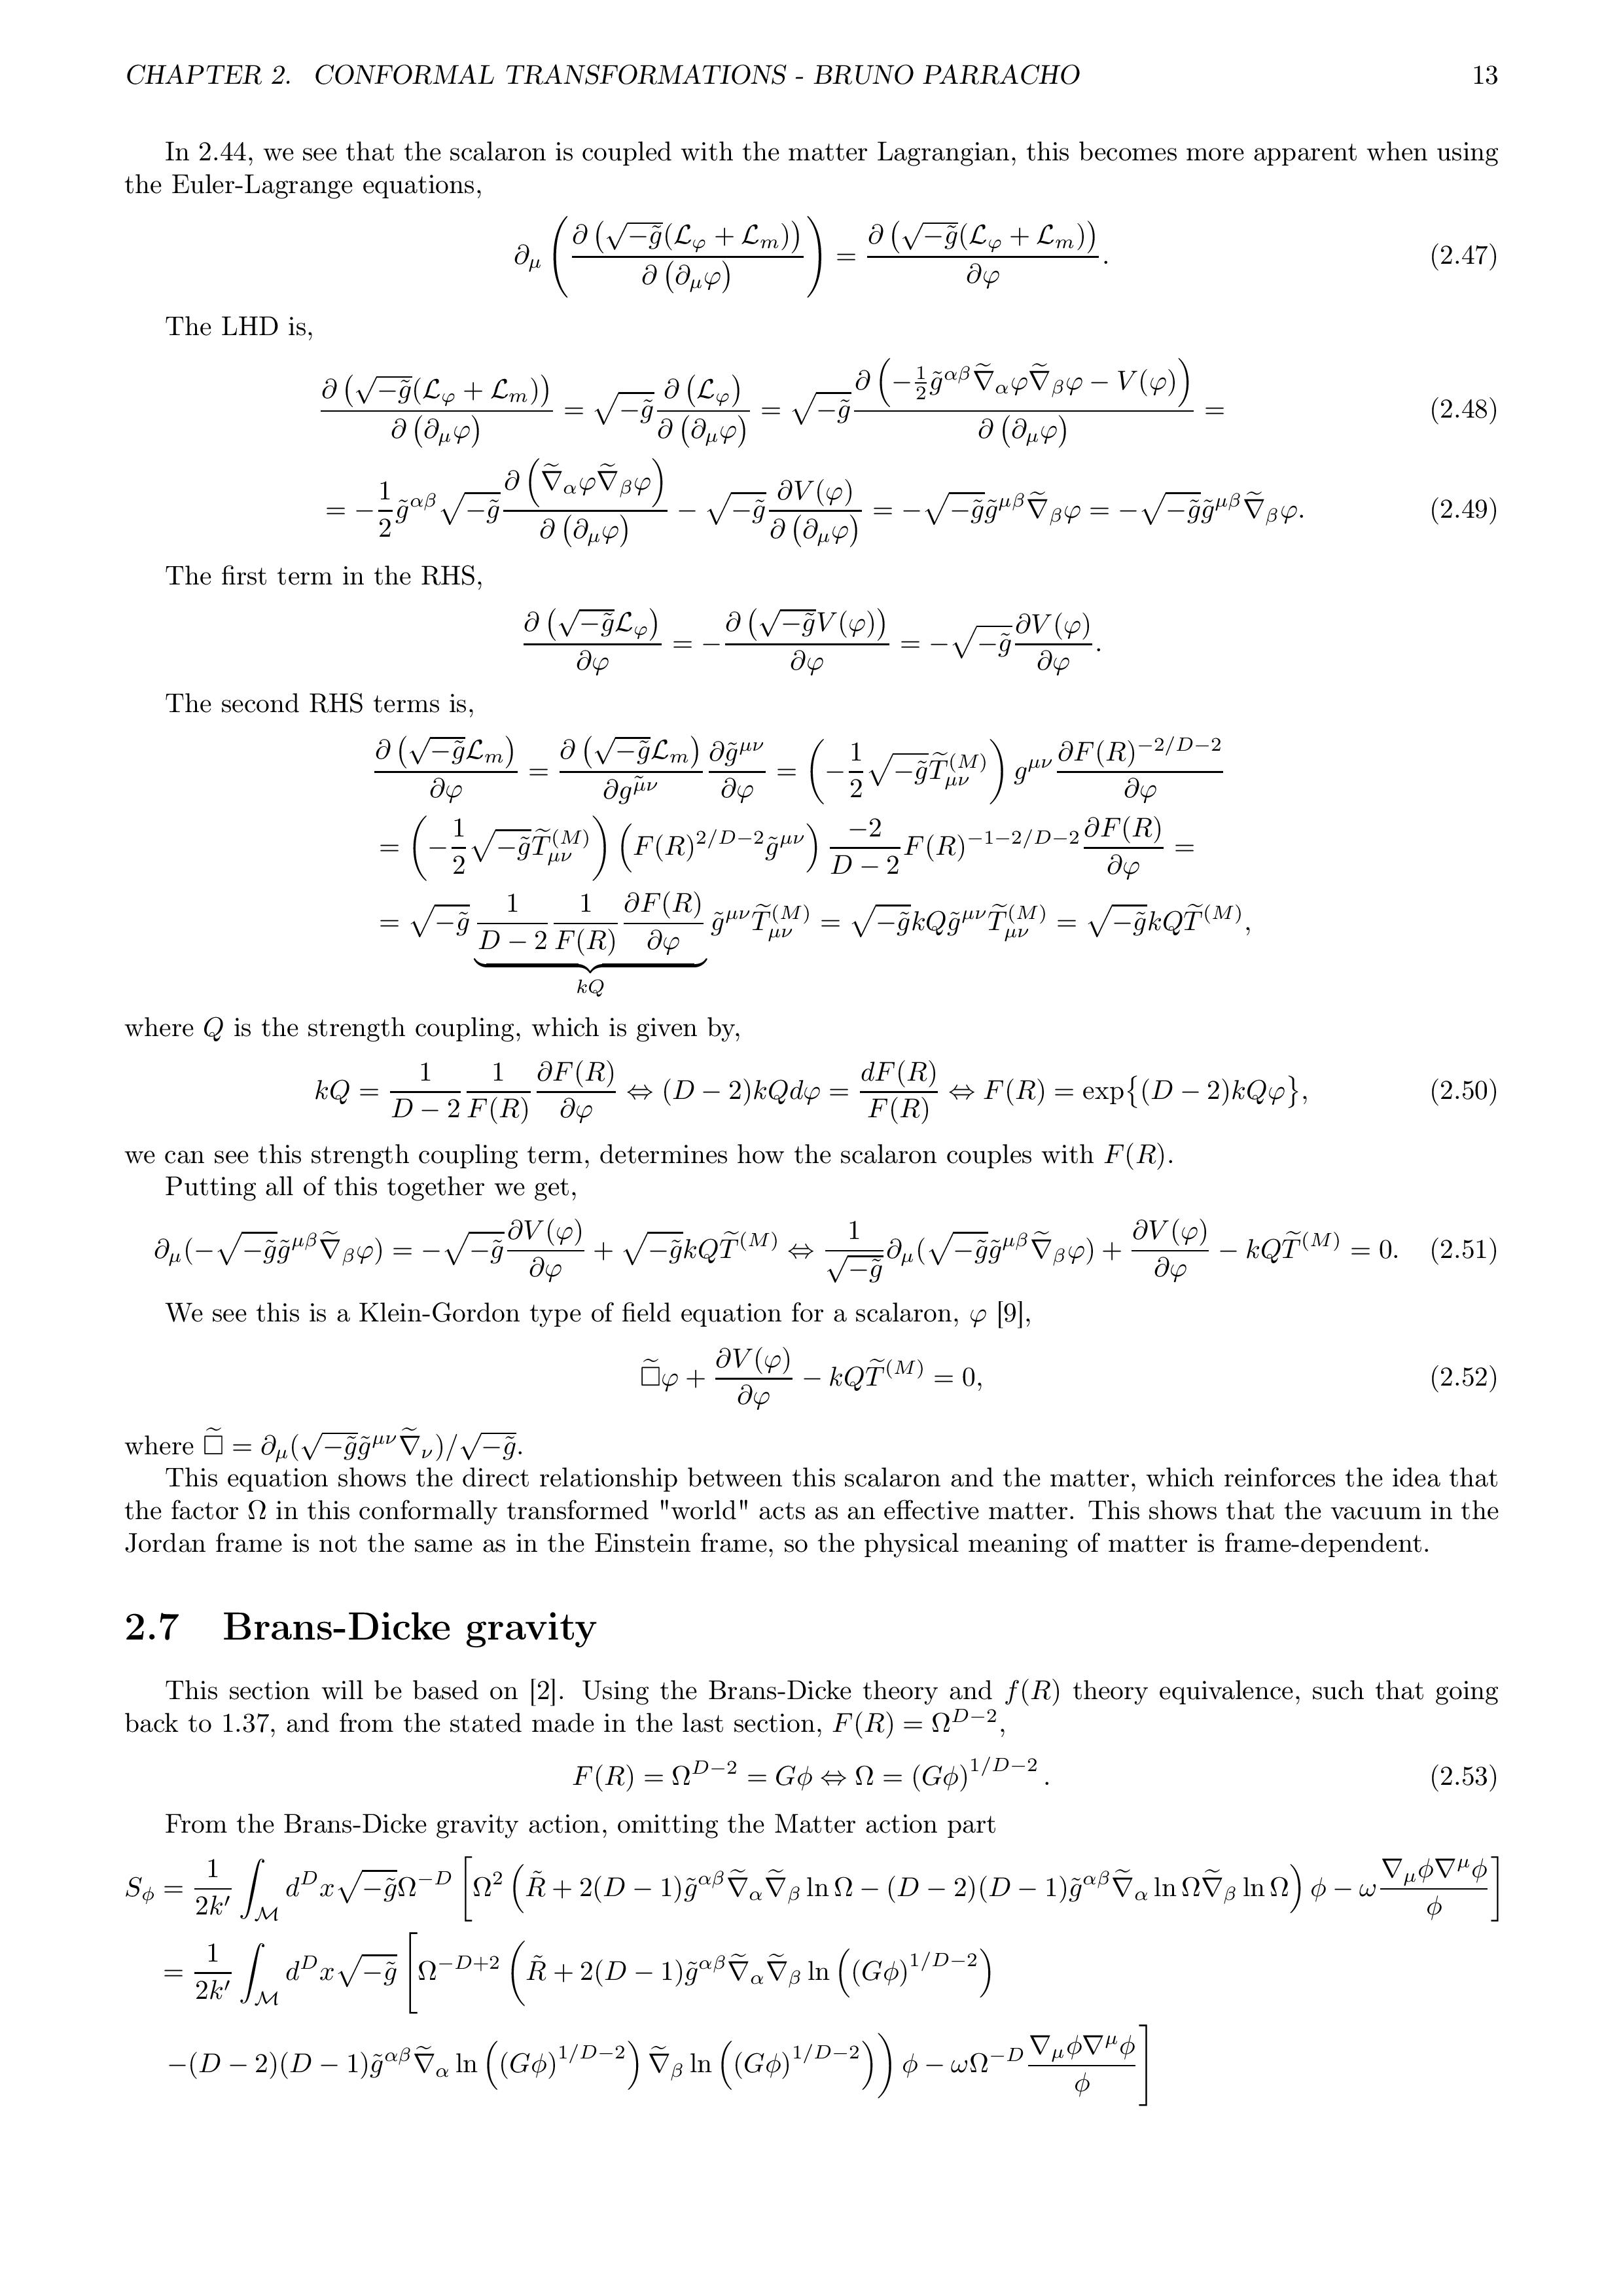 CHAPTER 2. CONFORMAL TRANSFORMATIONS - BRUNO PARRACHO 13
In 2.44, we see that the scalaron is coupled with the matter Lagrangian, this becomes more apparent when using
the Euler-Lagrange equations,
$$\partial_\mu \left( \frac{\partial \left( \sqrt{-\tilde{g}} (\mathcal{L}_\varphi + \mathcal{L}_m) \right)}{\partial \left( \partial_\mu \varphi \right)} \right) = \frac{\partial \left( \sqrt{-\tilde{g}} (\mathcal{L}_\varphi + \mathcal{L}_m) \right)}{\partial \varphi}. \quad (2.47)$$
The LHD is,
$$\frac{\partial \left( \sqrt{-\tilde{g}} (\mathcal{L}_\varphi + \mathcal{L}_m) \right)}{\partial \left( \partial_\mu \varphi \right)} = \sqrt{-\tilde{g}} \frac{\partial \left( \mathcal{L}_\varphi \right)}{\partial \left( \partial_\mu \varphi \right)} = \sqrt{-\tilde{g}} \frac{\partial \left( -\frac{1}{2} \tilde{g}^{\alpha\beta} \widetilde{\nabla}_\alpha \varphi \widetilde{\nabla}_\beta \varphi - V(\varphi) \right)}{\partial \left( \partial_\mu \varphi \right)} = \quad (2.48)$$
$$= -\frac{1}{2} \tilde{g}^{\alpha\beta} \sqrt{-\tilde{g}} \frac{\partial \left( \widetilde{\nabla}_\alpha \varphi \widetilde{\nabla}_\beta \varphi \right)}{\partial \left( \partial_\mu \varphi \right)} - \sqrt{-\tilde{g}} \frac{\partial V(\varphi)}{\partial \left( \partial_\mu \varphi \right)} = -\sqrt{-\tilde{g}} \tilde{g}^{\mu\beta} \widetilde{\nabla}_\beta \varphi = -\sqrt{-\tilde{g}} \tilde{g}^{\mu\beta} \widetilde{\nabla}_\beta \varphi. \quad (2.49)$$
The first term in the RHS,
$$\frac{\partial \left( \sqrt{-\tilde{g}} \mathcal{L}_\varphi \right)}{\partial \varphi} = -\frac{\partial \left( \sqrt{-\tilde{g}} V(\varphi) \right)}{\partial \varphi} = -\sqrt{-\tilde{g}} \frac{\partial V(\varphi)}{\partial \varphi}.$$
The second RHS terms is,
$$\frac{\partial \left( \sqrt{-\tilde{g}} \mathcal{L}_m \right)}{\partial \varphi} = \frac{\partial \left( \sqrt{-\tilde{g}} \mathcal{L}_m \right)}{\partial g^{\tilde{\mu}\nu}} \frac{\partial \tilde{g}^{\mu\nu}}{\partial \varphi} = \left( -\frac{1}{2} \sqrt{-\tilde{g}} \widetilde{T}^{(M)}_{\mu\nu} \right) g^{\mu\nu} \frac{\partial F(R)^{-2/D-2}}{\partial \varphi}$$
$$= \left( -\frac{1}{2} \sqrt{-\tilde{g}} \widetilde{T}^{(M)}_{\mu\nu} \right) \left( F(R)^{2/D-2} \tilde{g}^{\mu\nu} \right) \frac{-2}{D-2} F(R)^{-1-2/D-2} \frac{\partial F(R)}{\partial \varphi} =$$
$$= \sqrt{-\tilde{g}} \underbrace{\frac{1}{D-2} \frac{1}{F(R)} \frac{\partial F(R)}{\partial \varphi}}_{kQ} \tilde{g}^{\mu\nu} \widetilde{T}^{(M)}_{\mu\nu} = \sqrt{-\tilde{g}} kQ \tilde{g}^{\mu\nu} \widetilde{T}^{(M)}_{\mu\nu} = \sqrt{-\tilde{g}} kQ \widetilde{T}^{(M)},$$
where $Q$ is the strength coupling, which is given by,
$$kQ = \frac{1}{D-2} \frac{1}{F(R)} \frac{\partial F(R)}{\partial \varphi} \Leftrightarrow (D-2)kQ d\varphi = \frac{dF(R)}{F(R)} \Leftrightarrow F(R) = \exp\{(D-2)kQ\varphi\}, \quad (2.50)$$
we can see this strength coupling term, determines how the scalaron couples with $F(R)$.
Putting all of this together we get,
$$\partial_\mu (-\sqrt{-\tilde{g}} \tilde{g}^{\mu\beta} \widetilde{\nabla}_\beta \varphi) = -\sqrt{-\tilde{g}} \frac{\partial V(\varphi)}{\partial \varphi} + \sqrt{-\tilde{g}} kQ \widetilde{T}^{(M)} \Leftrightarrow \frac{1}{\sqrt{-\tilde{g}}} \partial_\mu (\sqrt{-\tilde{g}} \tilde{g}^{\mu\beta} \widetilde{\nabla}_\beta \varphi) + \frac{\partial V(\varphi)}{\partial \varphi} - kQ \widetilde{T}^{(M)} = 0. \quad (2.51)$$
We see this is a Klein-Gordon type of field equation for a scalaron, $\varphi$ [9],
$$\widetilde{\Box} \varphi + \frac{\partial V(\varphi)}{\partial \varphi} - kQ \widetilde{T}^{(M)} = 0, \quad (2.52)$$
where $\widetilde{\Box} = \partial_\mu (\sqrt{-\tilde{g}} \tilde{g}^{\mu\nu} \widetilde{\nabla}_\nu) / \sqrt{-\tilde{g}}$.
This equation shows the direct relationship between this scalaron and the matter, which reinforces the idea that
the factor $\Omega$ in this conformally transformed "world" acts as an effective matter. This shows that the vacuum in the
Jordan frame is not the same as in the Einstein frame, so the physical meaning of matter is frame-dependent.
2.7 Brans-Dicke gravity
This section will be based on [2]. Using the Brans-Dicke theory and $f(R)$ theory equivalence, such that going
back to 1.37, and from the stated made in the last section, $F(R) = \Omega^{D-2}$,
$$F(R) = \Omega^{D-2} = G\phi \Leftrightarrow \Omega = (G\phi)^{1/D-2}. \quad (2.53)$$
From the Brans-Dicke gravity action, omitting the Matter action part
$$S_\phi = \frac{1}{2k'} \int_{\mathcal{M}} d^D x \sqrt{-\tilde{g}} \Omega^{-D} \left[ \Omega^2 \left( \tilde{R} + 2(D-1) \tilde{g}^{\alpha\beta} \widetilde{\nabla}_\alpha \widetilde{\nabla}_\beta \ln \Omega - (D-2)(D-1) \tilde{g}^{\alpha\beta} \widetilde{\nabla}_\alpha \ln \Omega \widetilde{\nabla}_\beta \ln \Omega \right) \phi - \omega \frac{\nabla_\mu \phi \nabla^\mu \phi}{\phi} \right]$$
$$= \frac{1}{2k'} \int_{\mathcal{M}} d^D x \sqrt{-\tilde{g}} \left[ \Omega^{-D+2} \left( \tilde{R} + 2(D-1) \tilde{g}^{\alpha\beta} \widetilde{\nabla}_\alpha \widetilde{\nabla}_\beta \ln \left( (G\phi)^{1/D-2} \right) \right. \right.$$
$$\left. \left. -(D-2)(D-1) \tilde{g}^{\alpha\beta} \widetilde{\nabla}_\alpha \ln \left( (G\phi)^{1/D-2} \right) \widetilde{\nabla}_\beta \ln \left( (G\phi)^{1/D-2} \right) \right) \phi - \omega \Omega^{-D} \frac{\nabla_\mu \phi \nabla^\mu \phi}{\phi} \right]$$